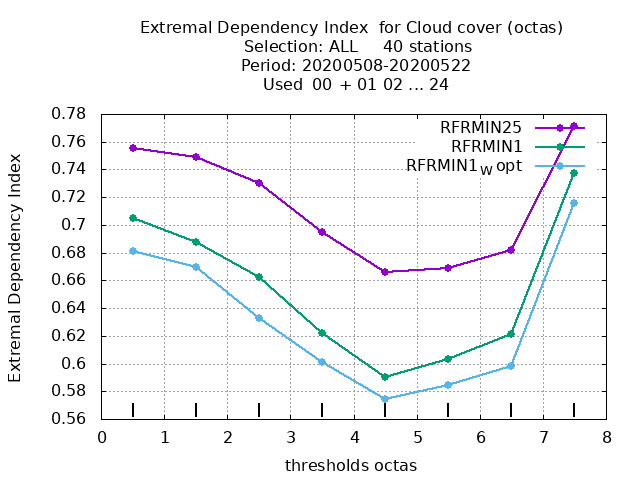 Extremal Dependency Index  for Cloud cover (octas)
Selection: ALL     40 stations
Period: 20200508-20200522
Used  00 + 01 02 ... 24
Extremal Dependency Index
0.78
0.76
0.74
0.72
0.7
0.68
0.66
0.64
0.62
0.6
0.58
0.56
RFRMIN25
RFRMIN1
RFRMIN1W opt
0 1 2 3 4 5 6 7 8
thresholds octas